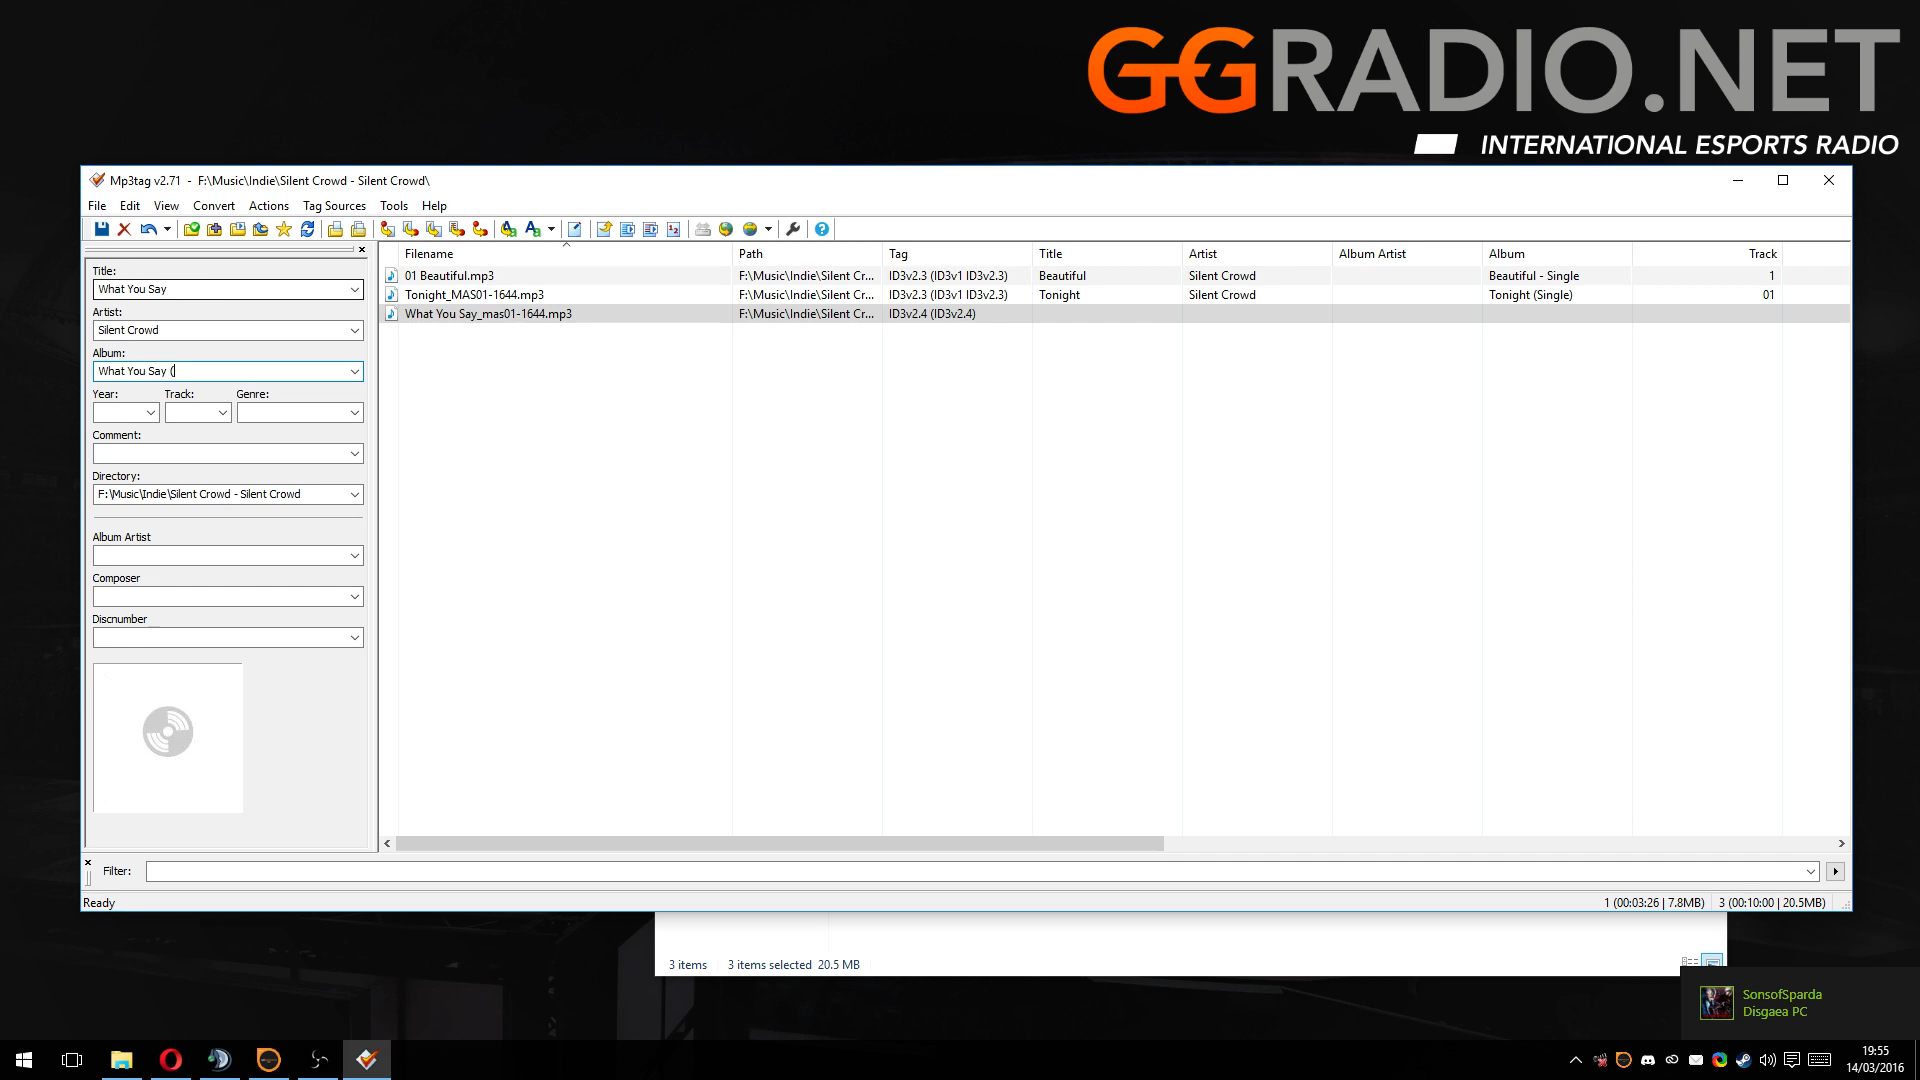 GGRADIO.NET
INTERNATIONAL ESPORTS RADIO
Mp3tag v2.71 - F:\Music\Indie\Silent Crowd - Silent Crowd\
File Edit View Convert Actions Tag Sources Tools Help
Title:
What You Say
Artist:
Silent Crowd
Album:
What You Say (
Year: Track: Genre:
Comment:
Directory:
F:\Music\Indie\Silent Crowd - Silent Crowd
Album Artist
Composer
Discnumber
Filename Path Tag Title Artist Album Artist Album Track
01 Beautiful.mp3 F:\Music\Indie\Silent Cr... ID3v2.3 (ID3v1 ID3v2.3) Beautiful Silent Crowd Beautiful - Single 1
Tonight_MAS01-1644.mp3 F:\Music\Indie\Silent Cr... ID3v2.3 (ID3v1 ID3v2.3) Tonight Silent Crowd Tonight (Single) 01
What You Say_mas01-1644.mp3 F:\Music\Indie\Silent Cr... ID3v2.4 (ID3v2.4)
Filter:
Ready 1 (00:03:26 | 7.8MB) 3 (00:10:00 | 20.5MB)
3 items 3 items selected 20.5 MB
SonsofSparda
Disgaea PC
19:55
14/03/2016